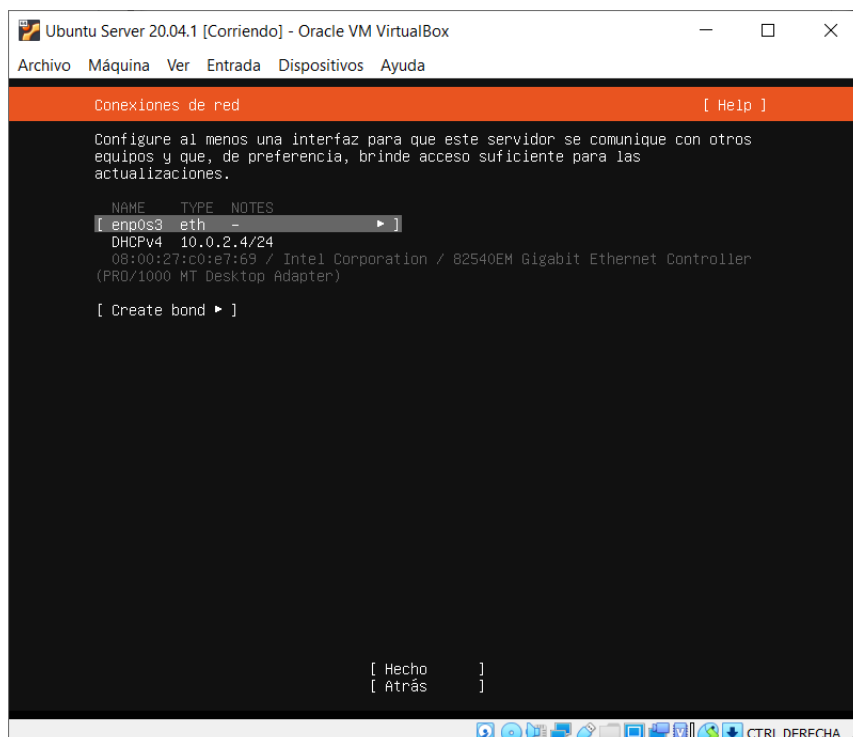 Ubuntu Server 20.04.1 [Corriendo] - Oracle VM VirtualBox
Archivo Máquina Ver Entrada Dispositivos Ayuda
Conexiones de red [ Help ]
Configure al menos una interfaz para que este servidor se comunique con otros
equipos y que, de preferencia, brinde acceso suficiente para las
actualizaciones.
NAME TYPE NOTES
[ enp0s3 eth - ▸ ]
DHCPv4 10.0.2.4/24
08:00:27:c0:e7:69 / Intel Corporation / 82540EM Gigabit Ethernet Controller
(PRO/1000 MT Desktop Adapter)
[ Create bond ▸ ]
[ Hecho ]
[ Atrás ]
CTRL DERECHA